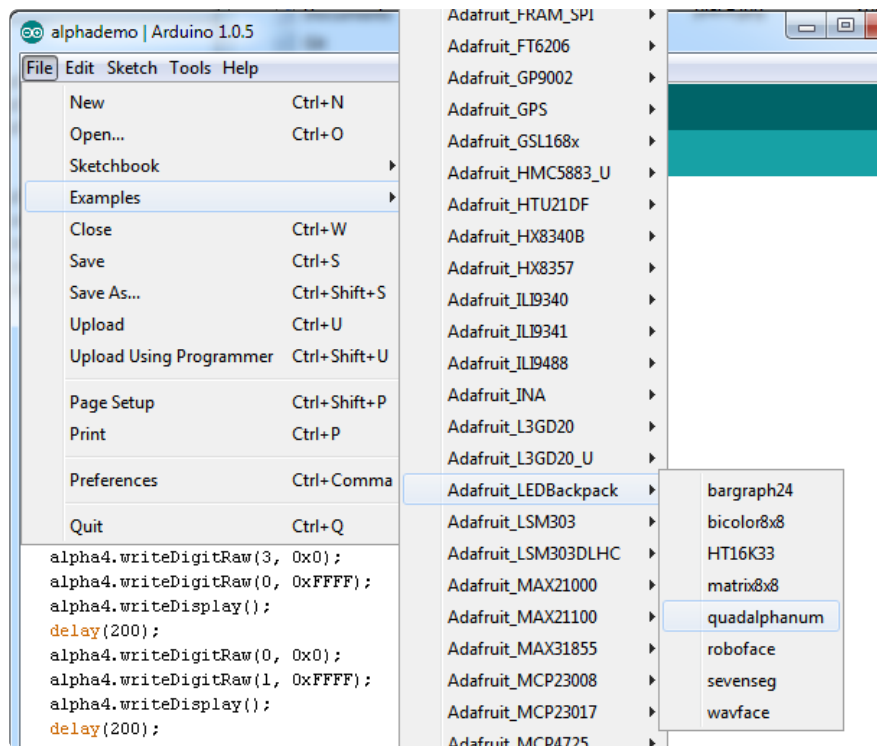 alphademo | Arduino 1.0.5
File Edit Sketch Tools Help
New Ctrl+N
Open... Ctrl+O
Sketchbook
Examples
Close Ctrl+W
Save Ctrl+S
Save As... Ctrl+Shift+S
Upload Ctrl+U
Upload Using Programmer Ctrl+Shift+U
Page Setup Ctrl+Shift+P
Print Ctrl+P
Preferences Ctrl+Comma
Quit Ctrl+Q
Adafruit_FRAM_SPI
Adafruit_FT6206
Adafruit_GP9002
Adafruit_GPS
Adafruit_GSL168x
Adafruit_HMC5883_U
Adafruit_HTU21DF
Adafruit_HX8340B
Adafruit_HX8357
Adafruit_ILI9340
Adafruit_ILI9341
Adafruit_ILI9488
Adafruit_INA
Adafruit_L3GD20
Adafruit_L3GD20_U
Adafruit_LEDBackpack
Adafruit_LSM303
Adafruit_LSM303DLHC
Adafruit_MAX21000
Adafruit_MAX21100
Adafruit_MAX31855
Adafruit_MCP23008
Adafruit_MCP23017
Adafruit_MCP4725
bargraph24
bicolor8x8
HT16K33
matrix8x8
quadalphanum
roboface
sevenseg
wavface
alpha4.writeDigitRaw(3, 0x0);
alpha4.writeDigitRaw(0, 0xFFFF);
alpha4.writeDisplay();
delay(200);
alpha4.writeDigitRaw(0, 0x0);
alpha4.writeDigitRaw(1, 0xFFFF);
alpha4.writeDisplay();
delay(200);